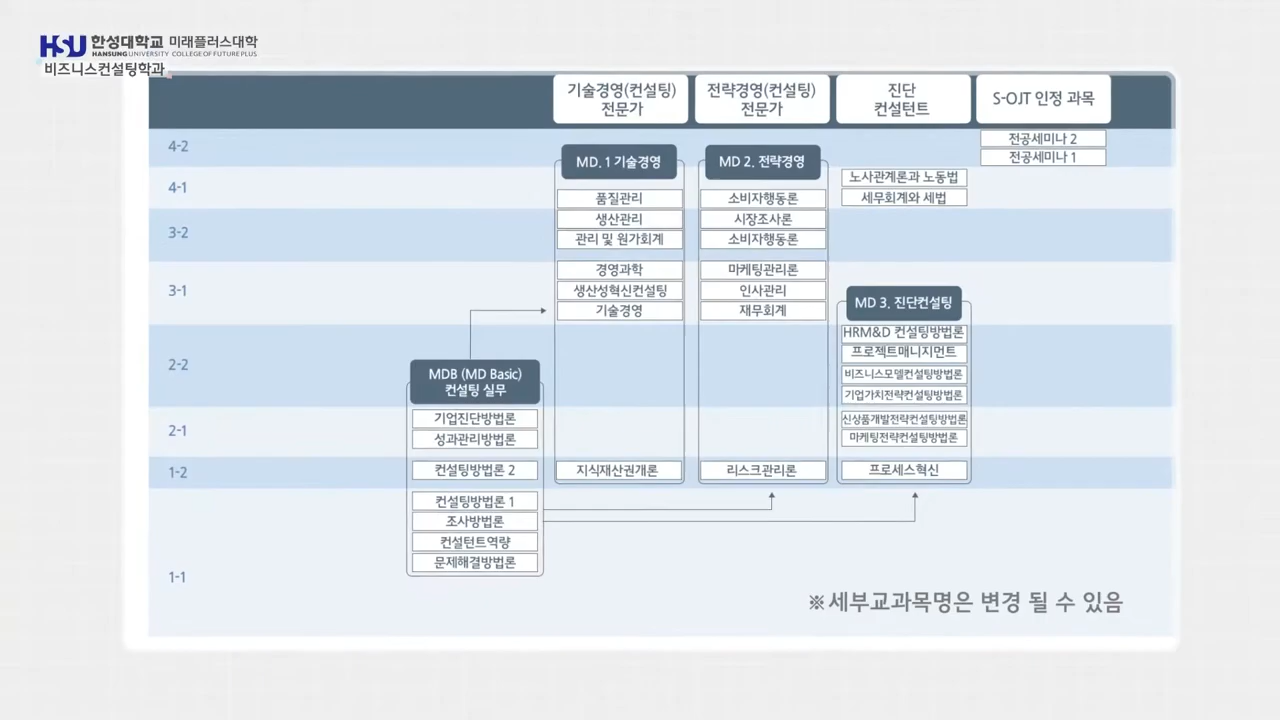 HSU 한성대학교 미래플러스대학
HANSUNG UNIVERSITY COLLEGE OF FUTURE PLUS
비즈니스컨설팅학과
기술경영(컨설팅)
전문가
전략경영(컨설팅)
전문가
진단
컨설턴트
S-OJT 인정 과목
4-2
4-1
3-2
3-1
2-2
2-1
1-2
1-1
MDB (MD Basic)
컨설팅 실무
기업진단방법론
성과관리방법론
컨설팅방법론 2
컨설팅방법론 1
조사방법론
컨설턴트역량
문제해결방법론
MD. 1 기술경영
품질관리
생산관리
관리 및 원가회계
경영과학
생산성혁신컨설팅
기술경영
지식재산권개론
MD 2. 전략경영
소비자행동론
시장조사론
소비자행동론
마케팅관리론
인사관리
재무회계
리스크관리론
노사관계론과 노동법
세무회계와 세법
MD 3. 진단컨설팅
HRM&D 컨설팅방법론
프로젝트매니지먼트
비즈니스모델컨설팅방법론
기업가치전략컨설팅방법론
신상품개발전략컨설팅방법론
마케팅전략컨설팅방법론
프로세스혁신
전공세미나 2
전공세미나 1
※세부교과목명은 변경 될 수 있음